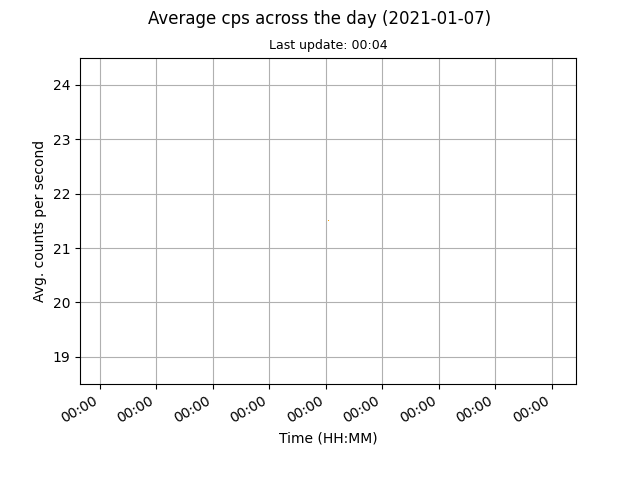 Average cps across the day (2021-01-07)
Last update: 00:04
24
23
22
21
20
19
Avg. counts per second
00:00 00:00 00:00 00:00 00:00 00:00 00:00 00:00 00:00
Time (HH:MM)